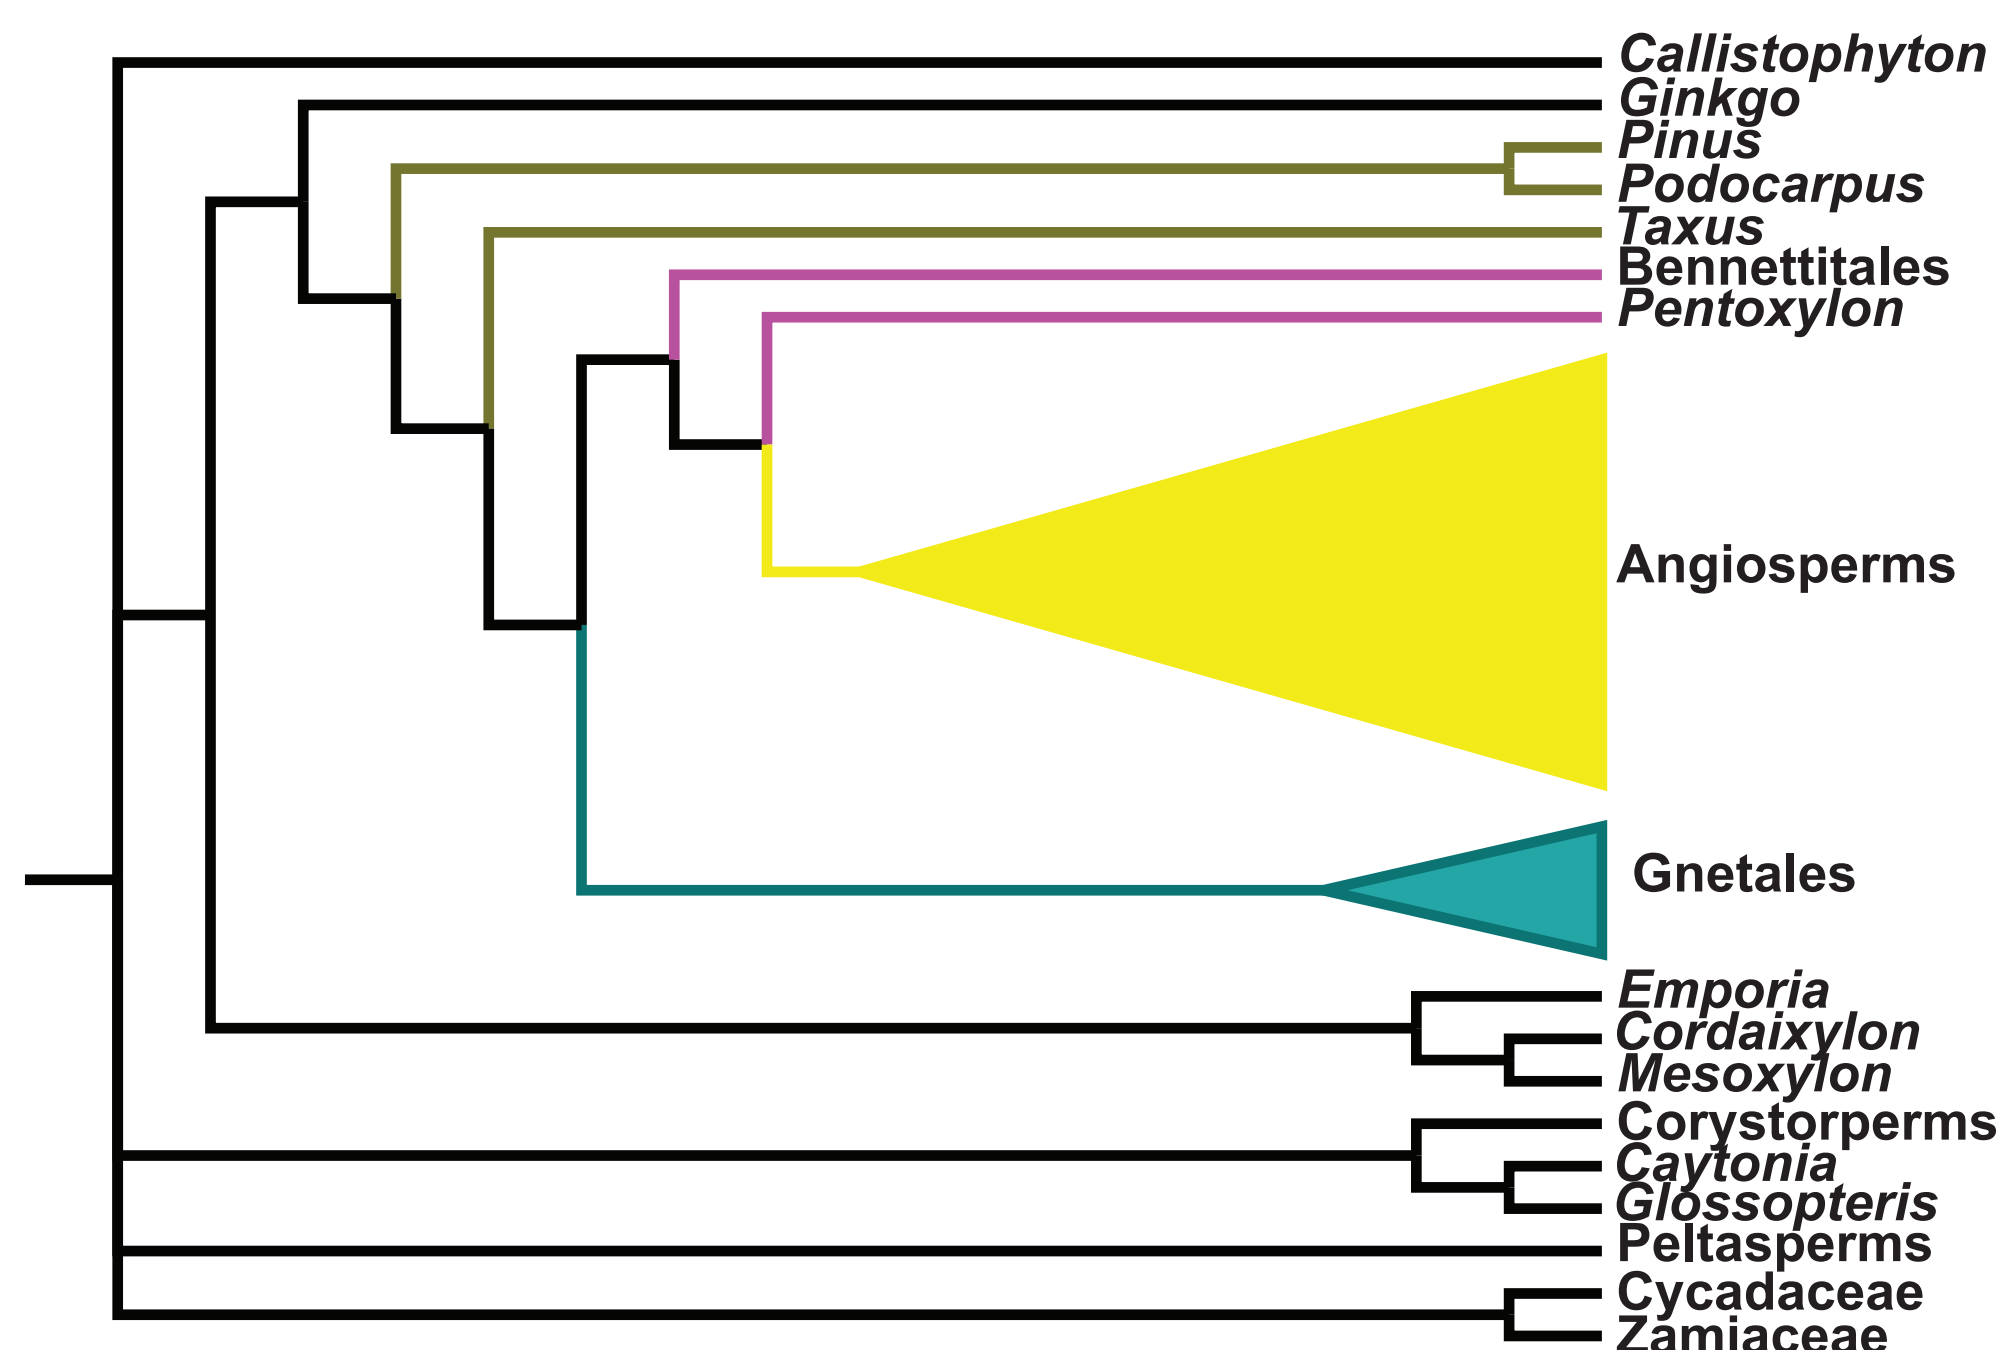 Callistophyton
Ginkgo
Pinus
Podocarpus
Taxus
Bennettitales
Pentoxylon
Angiosperms
Gnetales
Emporia
Cordaixylon
Mesoxylon
Corystorperms
Caytonia
Glossopteris
Peltasperms
Cycadaceae
Zamiaceae